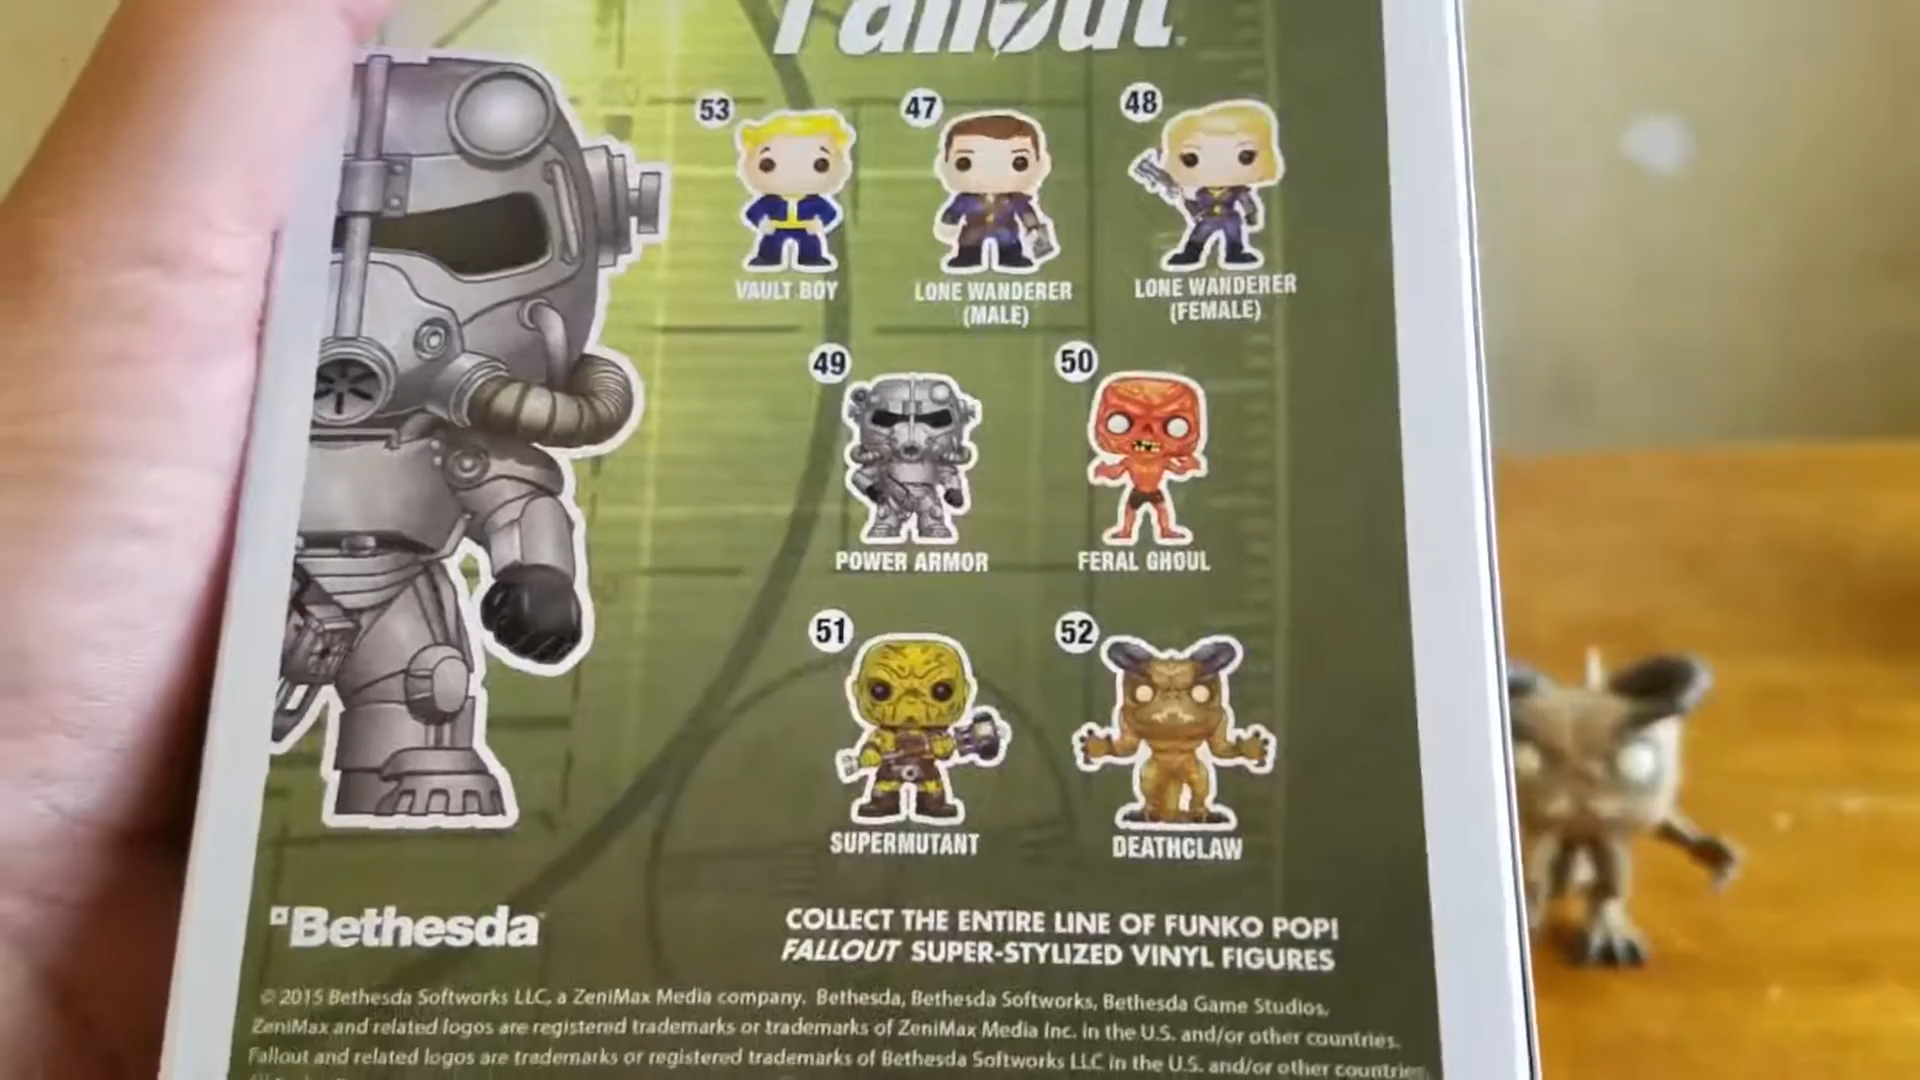 Fallout
53
47
48
VAULT BOY
LONE WANDERER
(MALE)
LONE WANDERER
(FEMALE)
49
50
POWER ARMOR
FERAL GHOUL
51
52
SUPERMUTANT
DEATHCLAW
Bethesda
COLLECT THE ENTIRE LINE OF FUNKO POP!
FALLOUT SUPER-STYLIZED VINYL FIGURES
© 2015 Bethesda Softworks LLC, a ZeniMax Media company. Bethesda, Bethesda Softworks, Bethesda Game Studios,
ZeniMax and related logos are registered trademarks or trademarks of ZeniMax Media Inc. in the U.S. and/or other countries.
Fallout and related logos are trademarks or registered trademarks of Bethesda Softworks LLC in the U.S. and/or other countries.